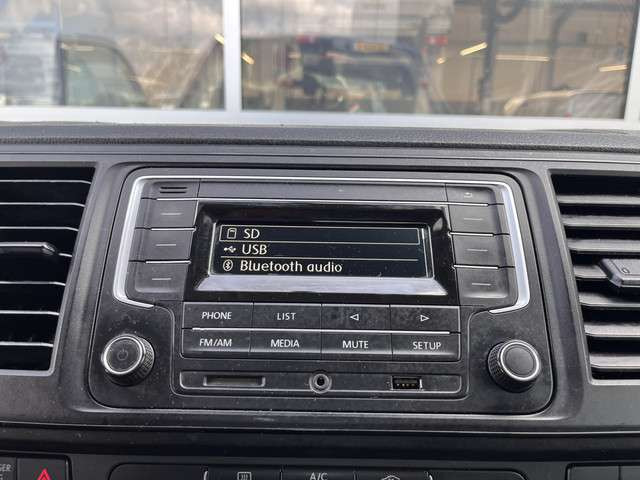 SD
USB
Bluetooth audio
PHONE LIST
FM/AM MEDIA MUTE SETUP
A/C